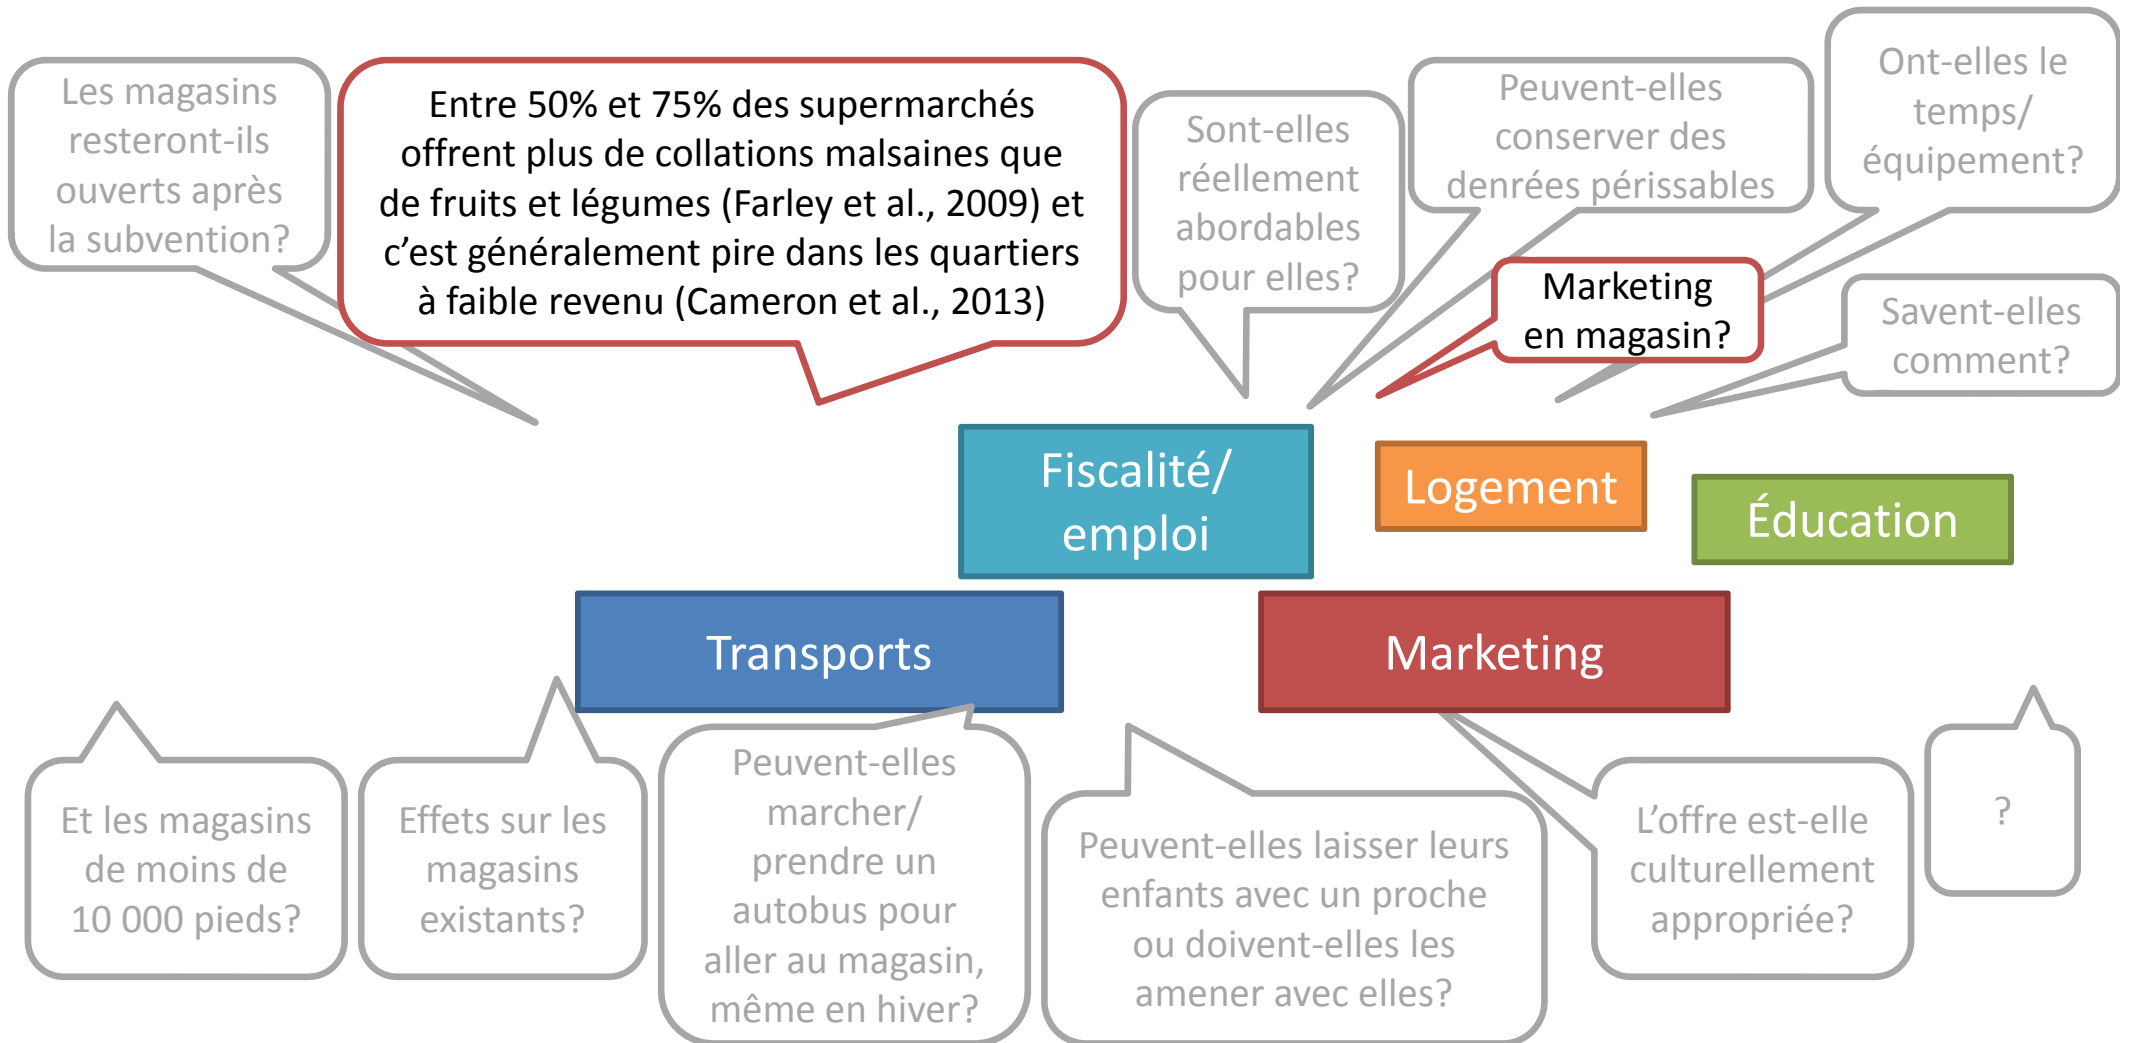 Les magasins
resteront-ils
ouverts après
la subvention?
Entre 50% et 75% des supermarchés
offrent plus de collations malsaines que
de fruits et légumes (Farley et al., 2009) et
c’est généralement pire dans les quartiers
à faible revenu (Cameron et al., 2013)
Sont-elles
réellement
abordables
pour elles?
Peuvent-elles
conserver des
denrées périssables
Ont-elles le
temps/
équipement?
Marketing
en magasin?
Savent-elles
comment?
Fiscalité/
emploi
Logement
Éducation
Transports
Marketing
Et les magasins
de moins de
10 000 pieds?
Effets sur les
magasins
existants?
Peuvent-elles
marcher/
prendre un
autobus pour
aller au magasin,
même en hiver?
Peuvent-elles laisser leurs
enfants avec un proche
ou doivent-elles les
amener avec elles?
L’offre est-elle
culturellement
appropriée?
?